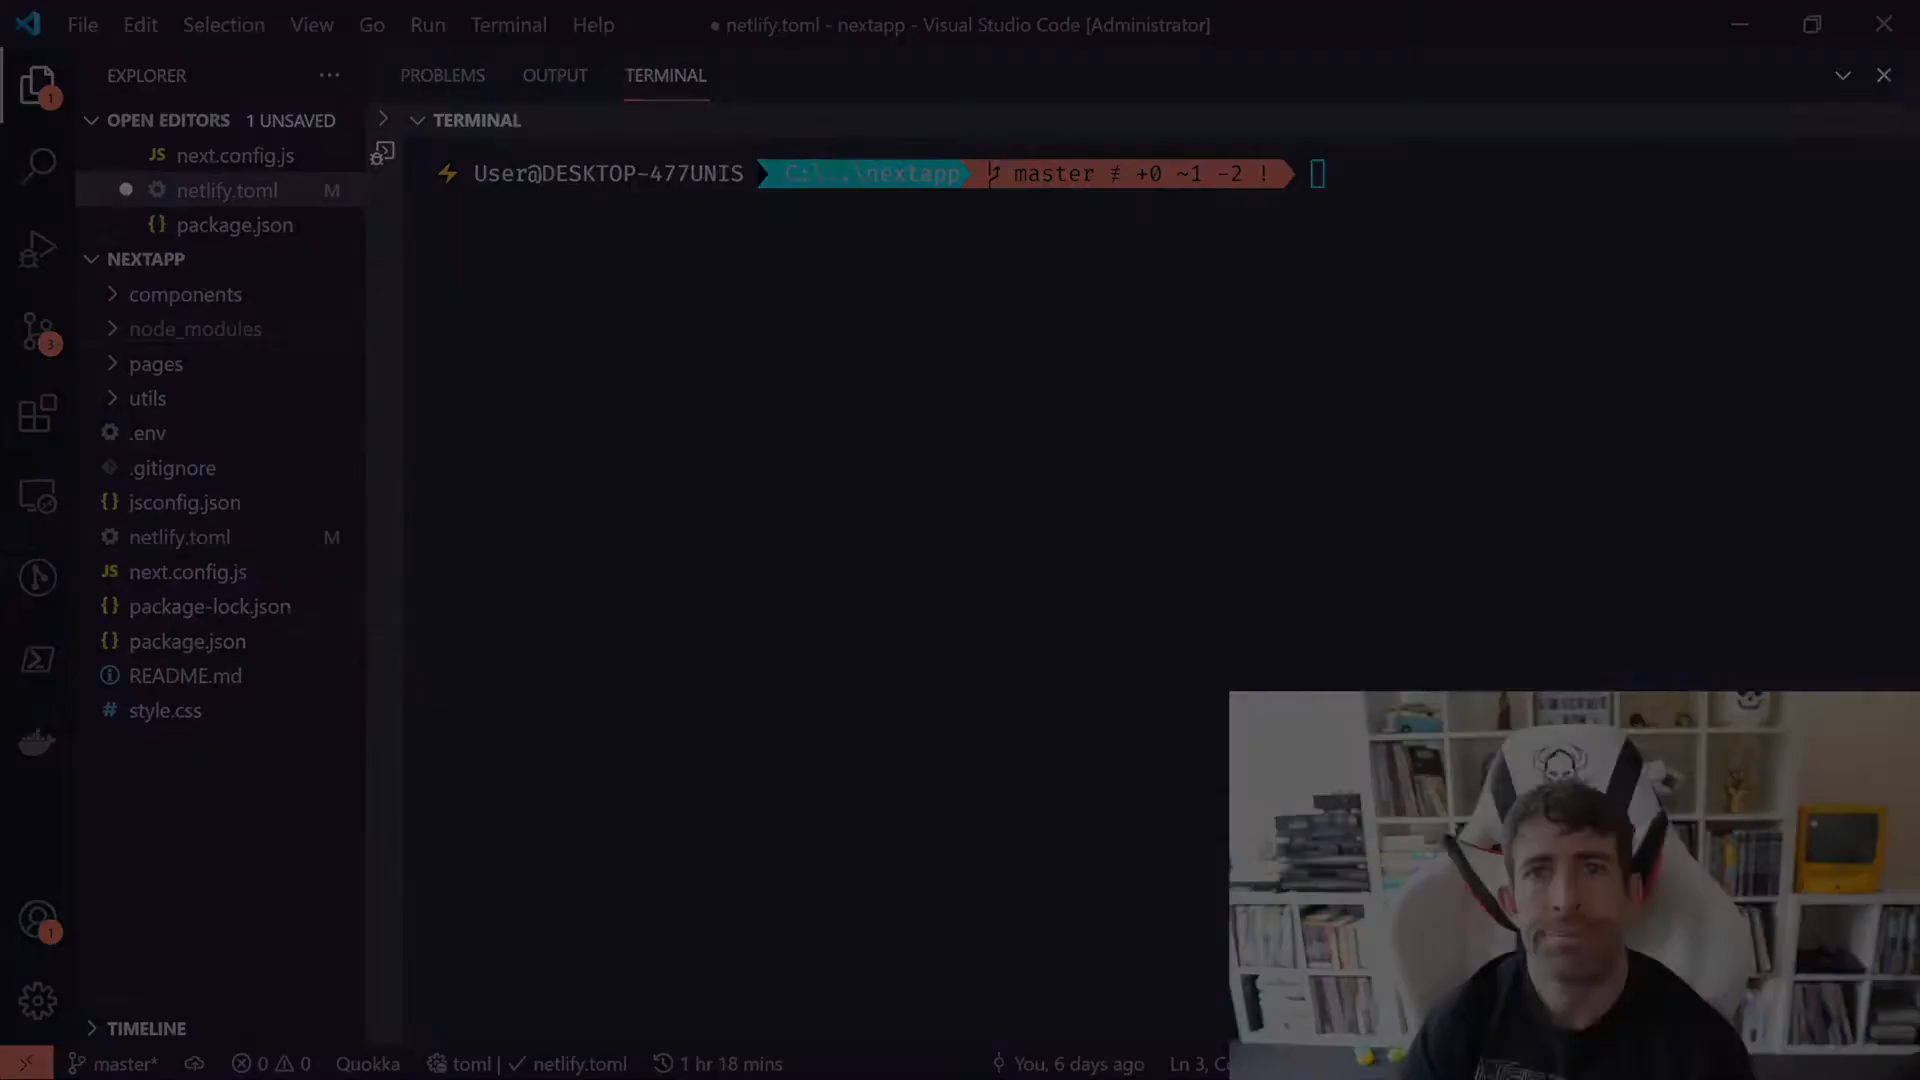 File Edit Selection View Go Run Terminal Help
● netlify.toml - nextapp - Visual Studio Code [Administrator]
EXPLORER
PROBLEMS OUTPUT TERMINAL
OPEN EDITORS 1 UNSAVED
JS next.config.js
netlify.toml M
{} package.json
NEXTAPP
components
node_modules
pages
utils
.env
.gitignore
{} jsconfig.json
netlify.toml M
JS next.config.js
{} package-lock.json
{} package.json
README.md
# style.css
TIMELINE
TERMINAL
User@DESKTOP-477UNIS C:\..\nextapp master ≢ +0 ~1 -2 !
1
3
1
master* 0 0 Quokka toml | ✓ netlify.toml 1 hr 18 mins You, 6 days ago Ln 3, C